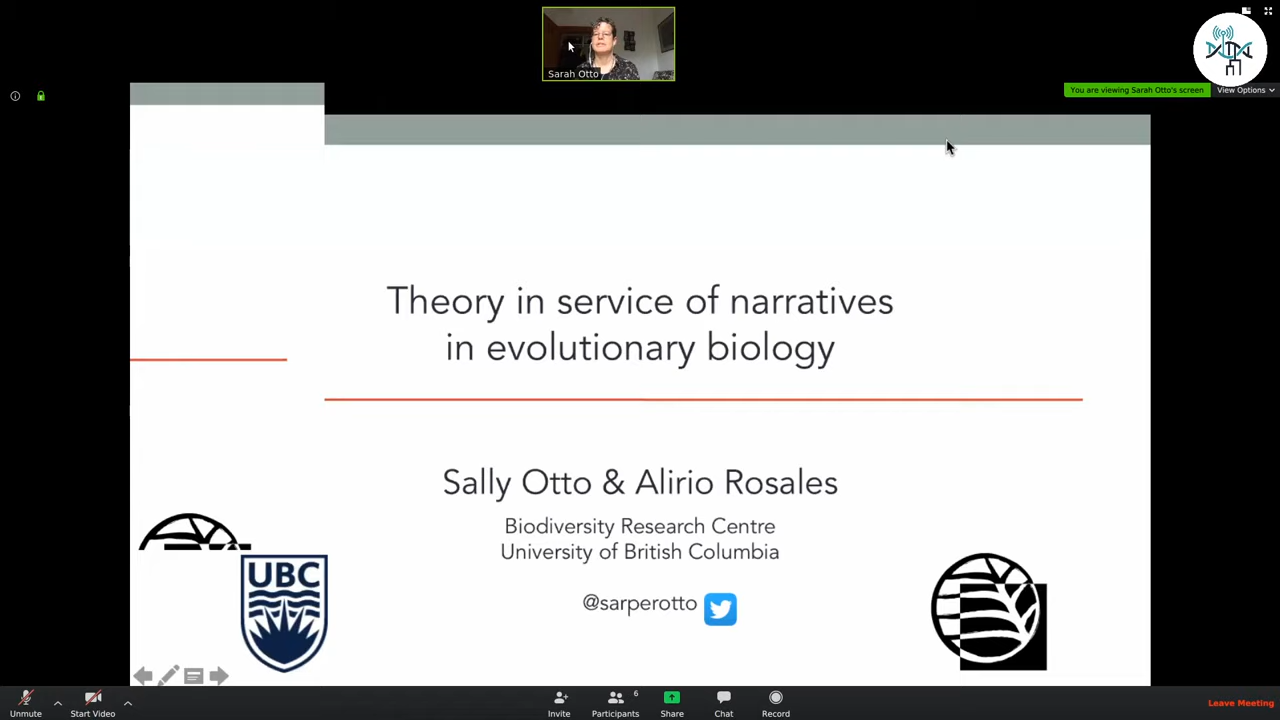 Sarah Otto
You are viewing Sarah Otto's screen
View Options
Theory in service of narratives
in evolutionary biology
Sally Otto & Alirio Rosales
Biodiversity Research Centre
University of British Columbia
@sarperotto
UBC
Unmute
Start Video
Invite
Participants
6
Share
Chat
Record
Leave Meeting